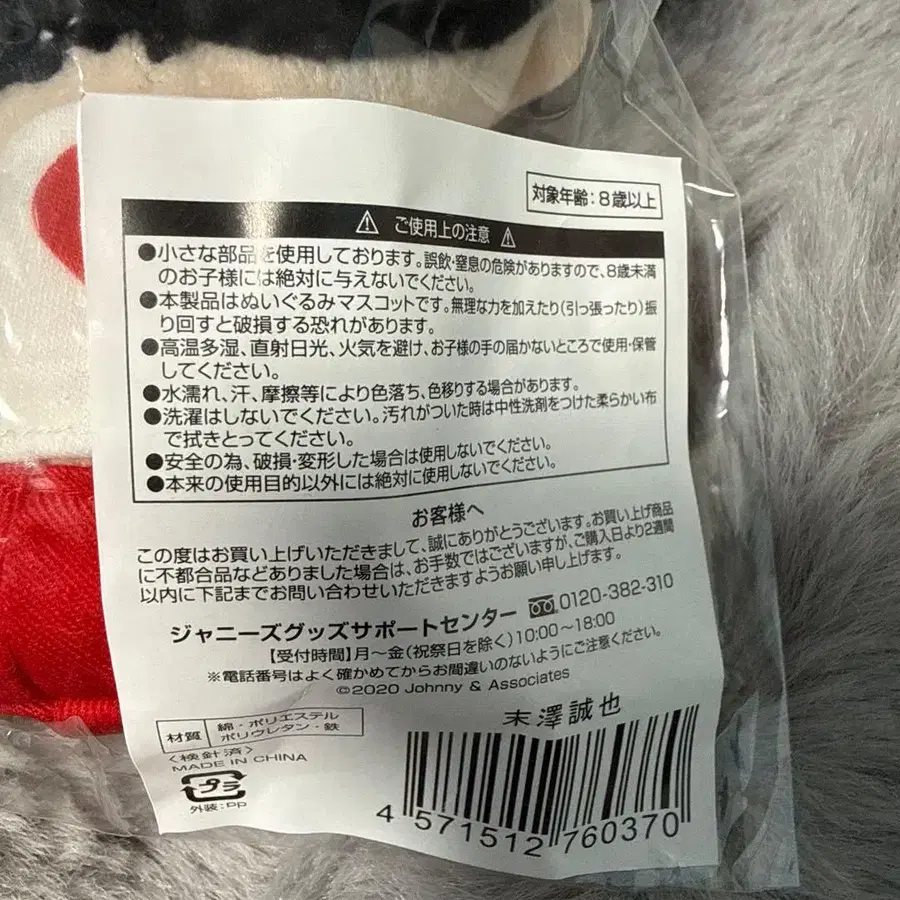 対象年齢:8歳以上
⚠ ご使用上の注意 ⚠
●小さな部品を使用しております。誤飲・窒息の危険がありますので、8歳未満
のお子様には絶対に与えないでください。
●本製品はぬいぐるみマスコットです。無理な力を加えたり(引っ張ったり)振
り回すと破損する恐れがあります。
●高温多湿、直射日光、火気を避け、お子様の手の届かないところで使用・保管
してください。
●水濡れ、汗、摩擦等により色落ち、色移りする場合があります。
●洗濯はしないでください。汚れがついた時は中性洗剤をつけた柔らかい布
で拭きとってください。
●安全の為、破損・変形した場合は使用しないでください。
●本来の使用目的以外には絶対に使用しないでください。
お客様へ
この度はお買い上げいただきまして、誠にありがとうございます。お買い上げ商品
に不都合品などありました場合は、お手数ではございますが、ご購入日より2週間
以内に下記までお問い合わせいただきますようお願い申し上げます。
ジャニーズグッズサポートセンター 0120-382-310
【受付時間】月〜金(祝祭日を除く)10:00〜18:00
※電話番号はよく確かめてからお間違いのないようにご注意ください。
©2020 Johnny & Associates
材質 綿・ポリエステル
ポリウレタン・鉄
<検針済>
MADE IN CHINA
プラ
外装:PP
末澤誠也
4 571512 760370